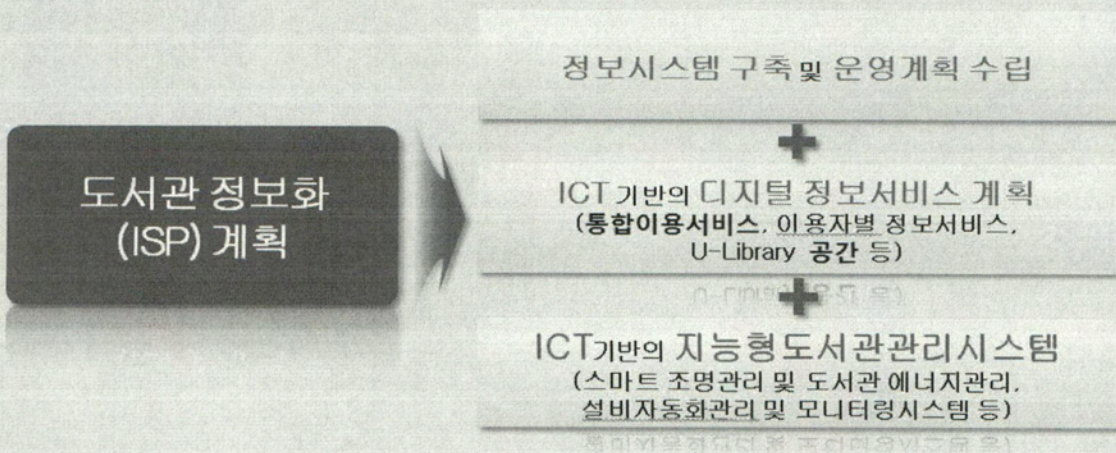 도서관 정보화
(ISP) 계획
정보시스템 구축 및 운영계획 수립
ICT 기반의 디지털 정보서비스 계획
(통합이용서비스, 이용자별 정보서비스,
U-Library 공간 등)
ICT기반의 지능형도서관관리시스템
(스마트 조명관리 및 도서관 에너지관리,
설비자동화관리 및 모니터링시스템 등)